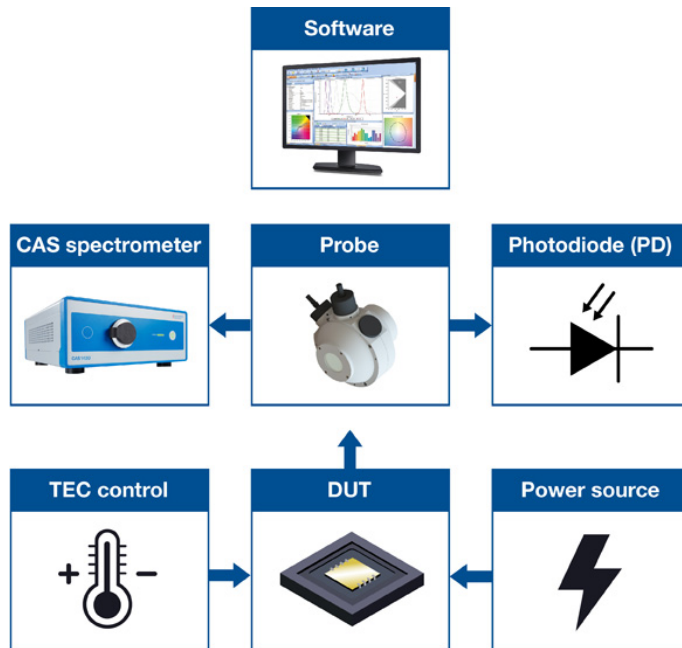 Software
CAS spectrometer
Probe
Photodiode (PD)
TEC control
DUT
Power source